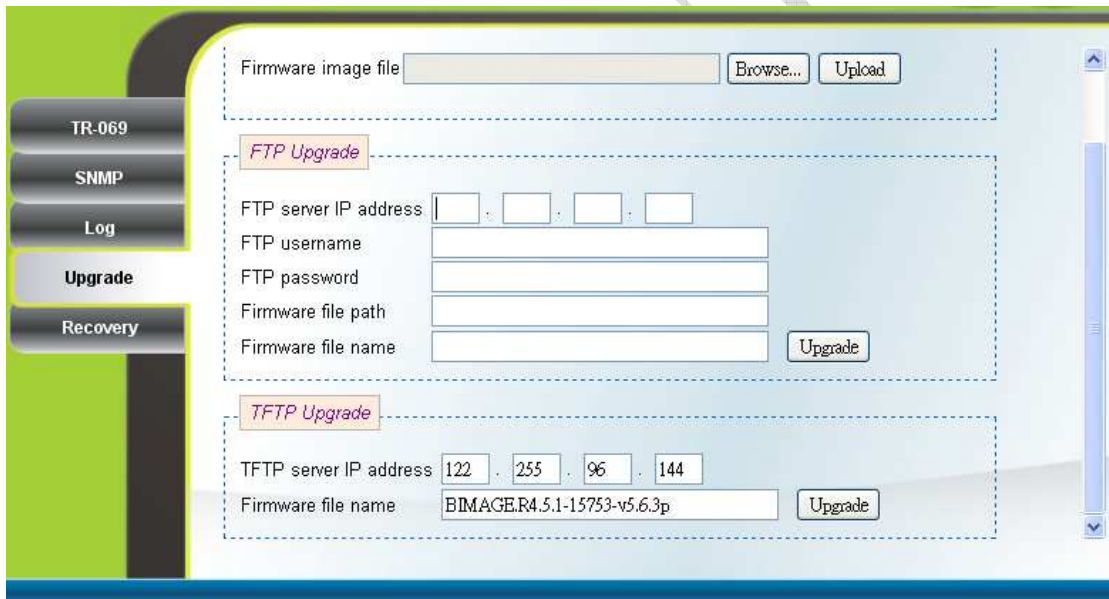 Firmware image file Browse... Upload
TR-069
SNMP
Log
Upgrade
Recovery
FTP Upgrade
FTP server IP address . . .
FTP username
FTP password
Firmware file path
Firmware file name Upgrade
TFTP Upgrade
TFTP server IP address 122 . 255 . 96 . 144
Firmware file name BIMAGE.R4.5.1-15753-v5.6.3p Upgrade